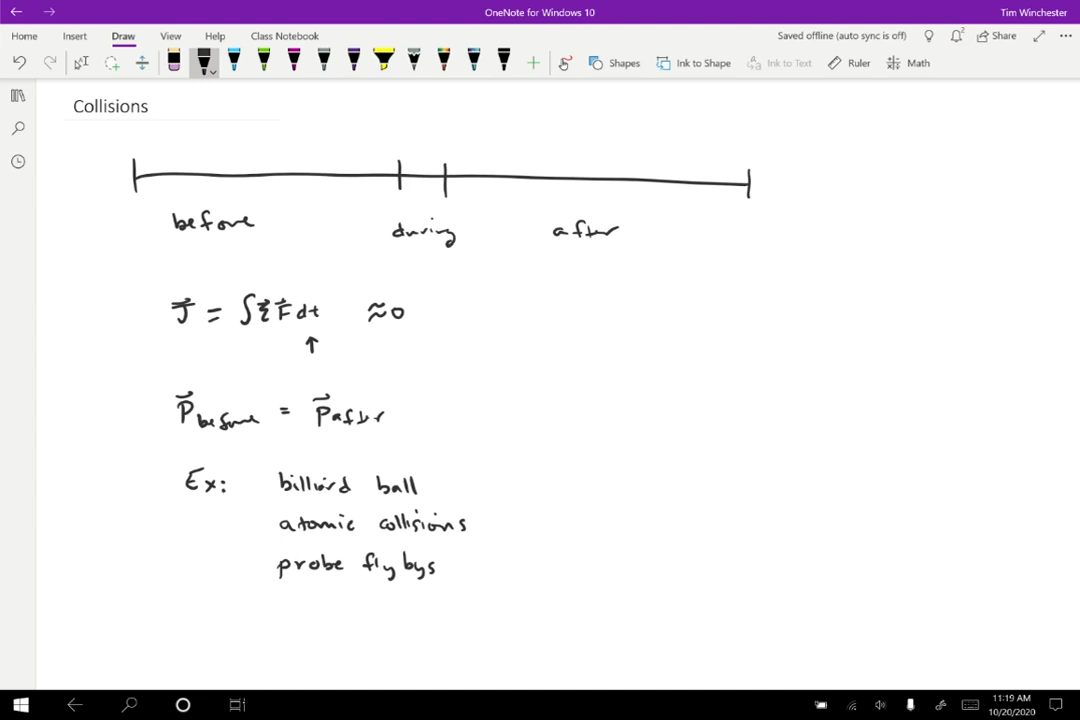 OneNote for Windows 10
Tim Winchester
Home Insert Draw View Help Class Notebook
Saved offline (auto sync is off) Share
Shapes Ink to Shape Ink to Text Ruler Math
Collisions
before during after
J⃗ = ∫ΣF⃗dt ≈0
↑
P⃗before = P⃗after
Ex: billiard ball
atomic collisions
probe flybys
11:19 AM
10/20/2020